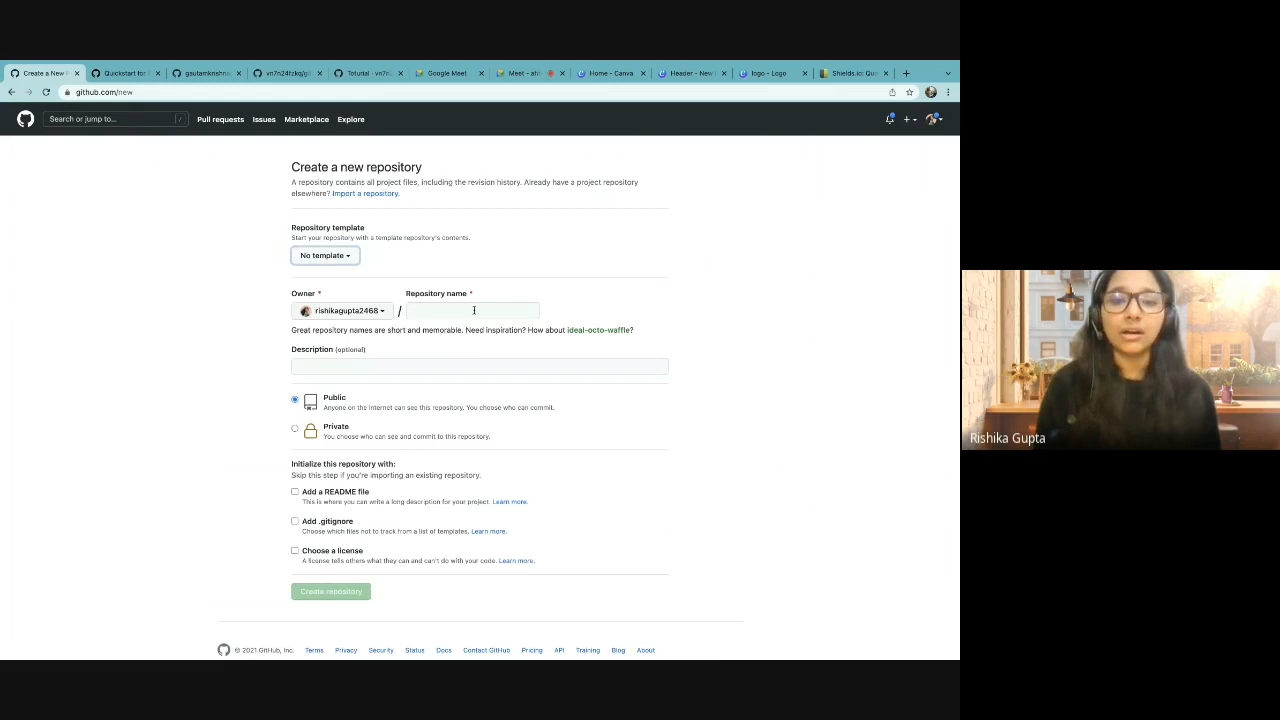 Create a New R
Quickstart for
gautamkrishna
vn7n24fzkq/gi
Toturial · vn7n
Google Meet
Meet - atm
Home - Canva
Header - New
logo - Logo
Shields.io: Qua
github.com/new
Search or jump to...
/
Pull requests
Issues
Marketplace
Explore
Create a new repository
A repository contains all project files, including the revision history. Already have a project repository
elsewhere? Import a repository.
Repository template
Start your repository with a template repository's contents.
No template
Owner *
Repository name *
rishikagupta2468
/
Great repository names are short and memorable. Need inspiration? How about ideal-octo-waffle?
Description (optional)
Public
Anyone on the internet can see this repository. You choose who can commit.
Private
You choose who can see and commit to this repository.
Initialize this repository with:
Skip this step if you're importing an existing repository.
Add a README file
This is where you can write a long description for your project. Learn more.
Add .gitignore
Choose which files not to track from a list of templates. Learn more.
Choose a license
A license tells others what they can and can't do with your code. Learn more.
Create repository
© 2021 GitHub, Inc.
Terms
Privacy
Security
Status
Docs
Contact GitHub
Pricing
API
Training
Blog
About
Rishika Gupta